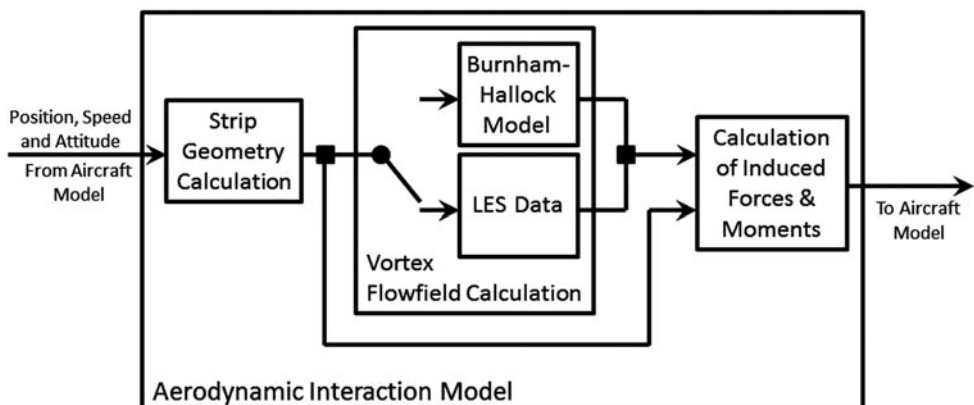 Position, Speed
and Attitude
From Aircraft
Model
Strip
Geometry
Calculation
Burnham-
Hallock
Model
LES Data
Vortex
Flowfield Calculation
Calculation
of Induced
Forces &
Moments
To Aircraft
Model
Aerodynamic Interaction Model